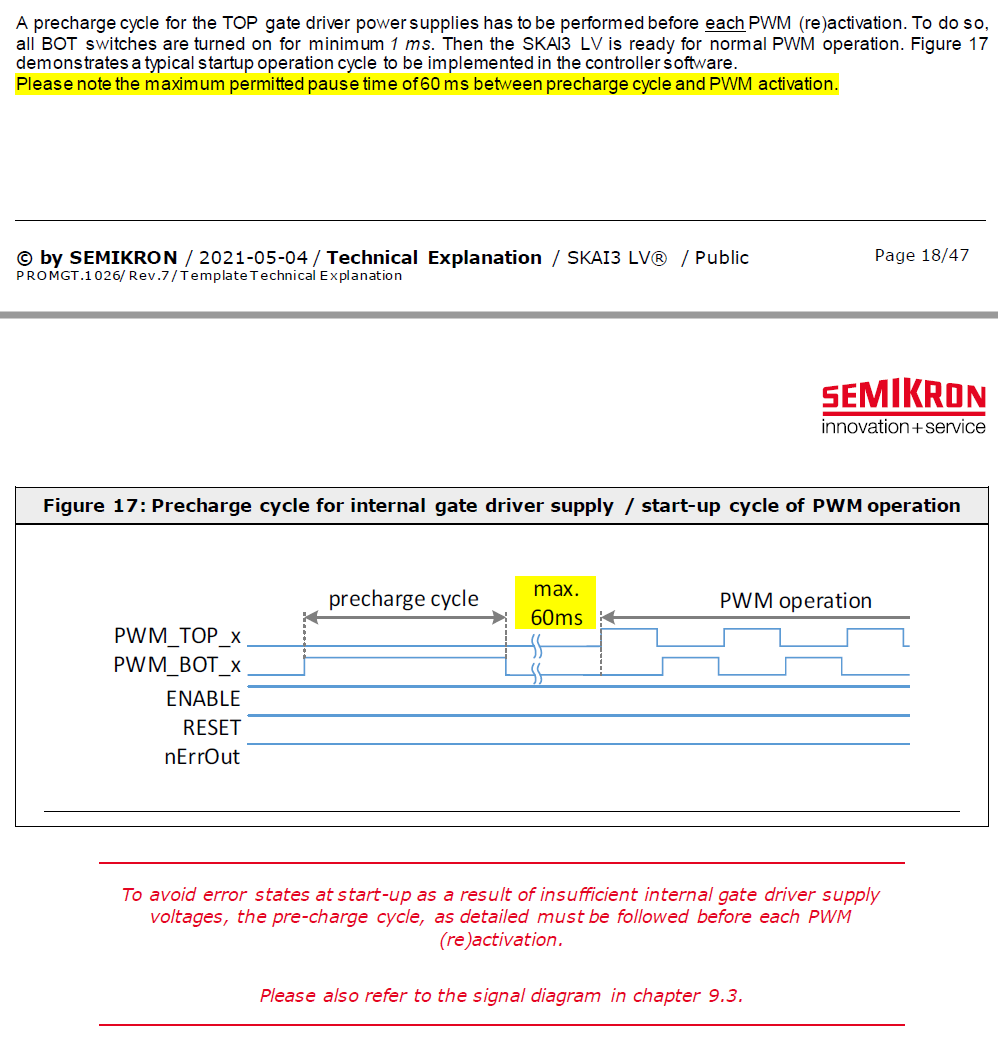 A precharge cycle for the TOP gate driver power supplies has to be performed before each PWM (re)activation. To do so,
all BOT switches are turned on for minimum 1 ms. Then the SKAI3 LV is ready for normal PWM operation. Figure 17
demonstrates a typical startup operation cycle to be implemented in the controller software.
Please note the maximum permitted pause time of 60 ms between precharge cycle and PWM activation.
© by SEMIKRON / 2021-05-04 / Technical Explanation / SKAI3 LV® / Public
Page 18/47
PROMGT.1026/ Rev.7/ Template Technical Explanation
SEMIKRON
innovation+service
Figure 17: Precharge cycle for internal gate driver supply / start-up cycle of PWM operation
precharge cycle
max.
60ms
PWM operation
PWM_TOP_x
PWM_BOT_x
ENABLE
RESET
nErrOut
To avoid error states at start-up as a result of insufficient internal gate driver supply
voltages, the pre-charge cycle, as detailed must be followed before each PWM
(re)activation.
Please also refer to the signal diagram in chapter 9.3.